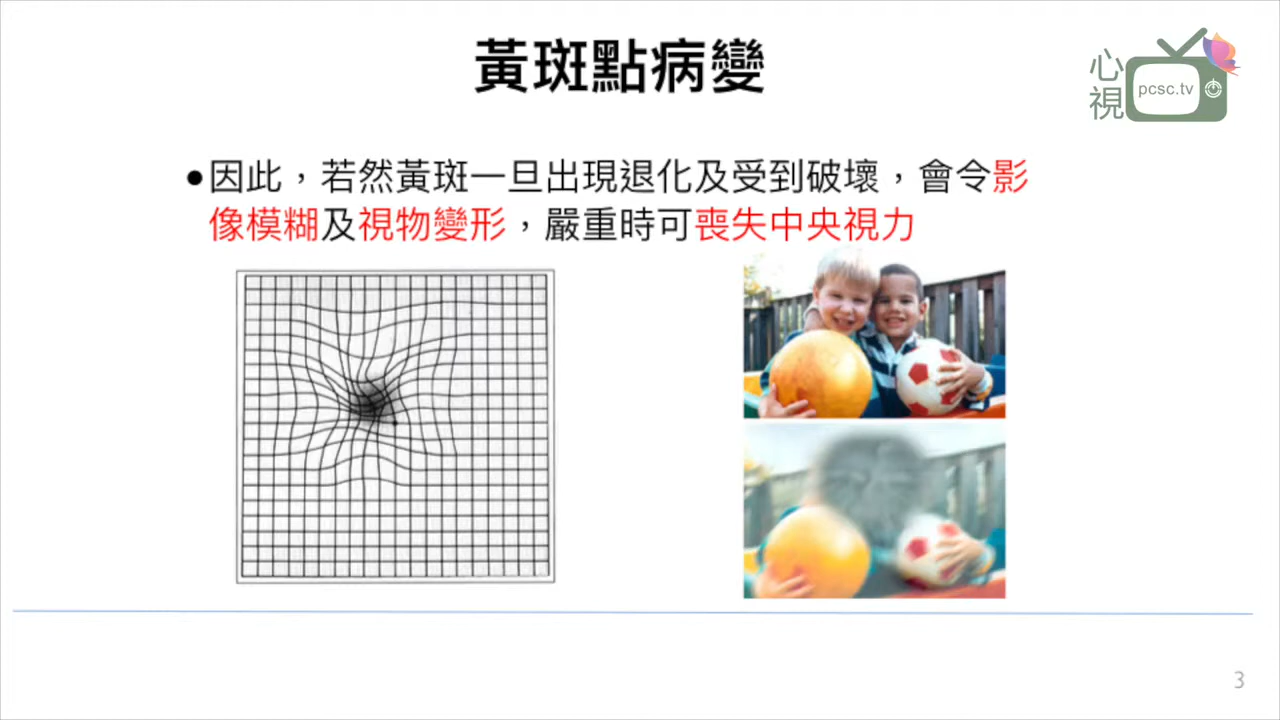 黃斑點病變
心視
pcsc.tv
●因此，若然黃斑一旦出現退化及受到破壞，會令影
像模糊及視物變形，嚴重時可喪失中央視力
3